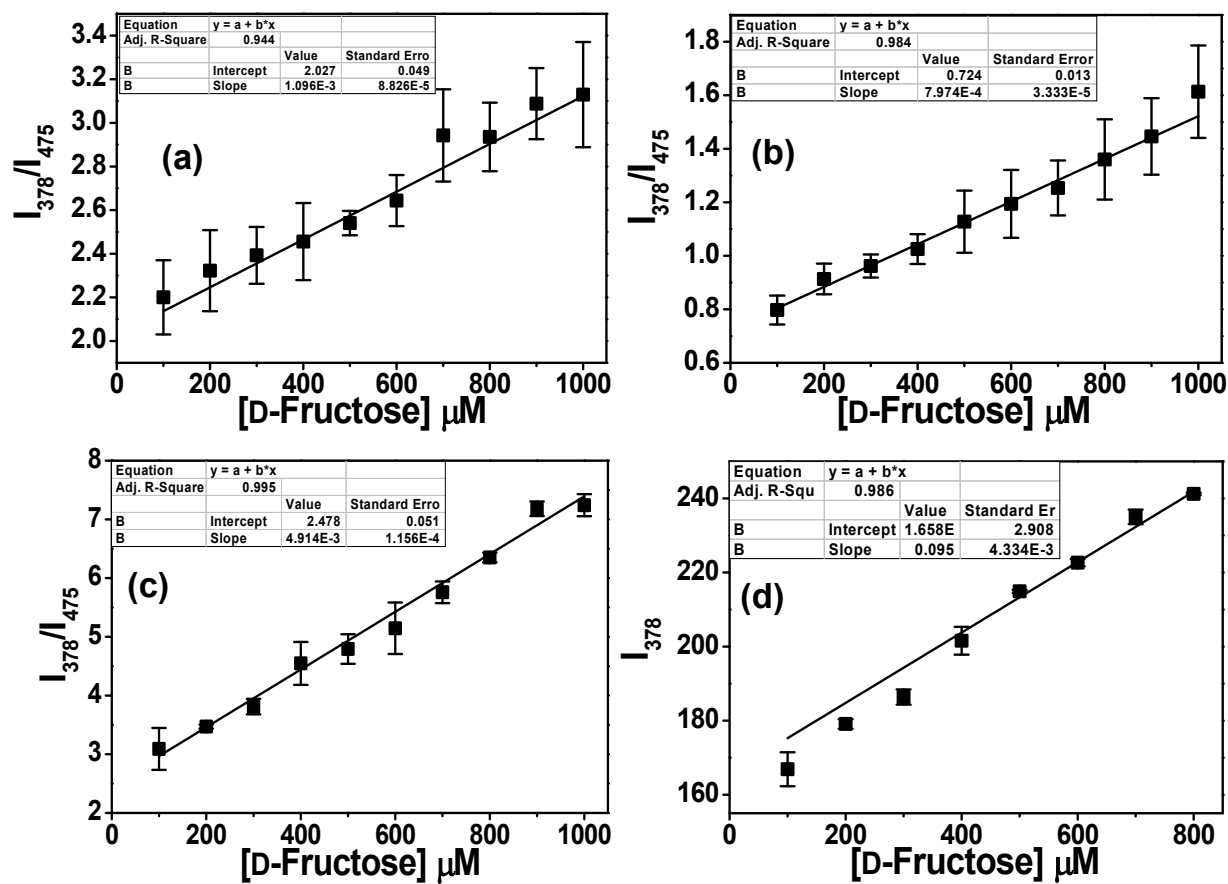 Equation y = a + b*x
Adj. R-Square 0.944
Value Standard Erro
B Intercept 2.027 0.049
B Slope 1.096E-3 8.826E-5
(a)
3.4
3.2
3.0
2.8
2.6
2.4
2.2
2.0
I378/I475
0 200 400 600 800 1000
[D-Fructose] μM
Equation y = a + b*x
Adj. R-Square 0.984
Value Standard Error
B Intercept 0.724 0.013
B Slope 7.974E-4 3.333E-5
(b)
1.8
1.6
1.4
1.2
1.0
0.8
0.6
I378/I475
0 200 400 600 800 1000
[D-Fructose] μM
Equation y = a + b*x
Adj. R-Square 0.995
Value Standard Erro
B Intercept 2.478 0.051
B Slope 4.914E-3 1.156E-4
(c)
8
7
6
5
4
3
2
I378/I475
0 200 400 600 800 1000
[D-Fructose] μM
Equation y = a + b*x
Adj. R-Squ 0.986
Value Standard Er
B Intercept 1.658E 2.908
B Slope 0.095 4.334E-3
(d)
240
220
200
180
160
I378
0 200 400 600 800
[D-Fructose] μM